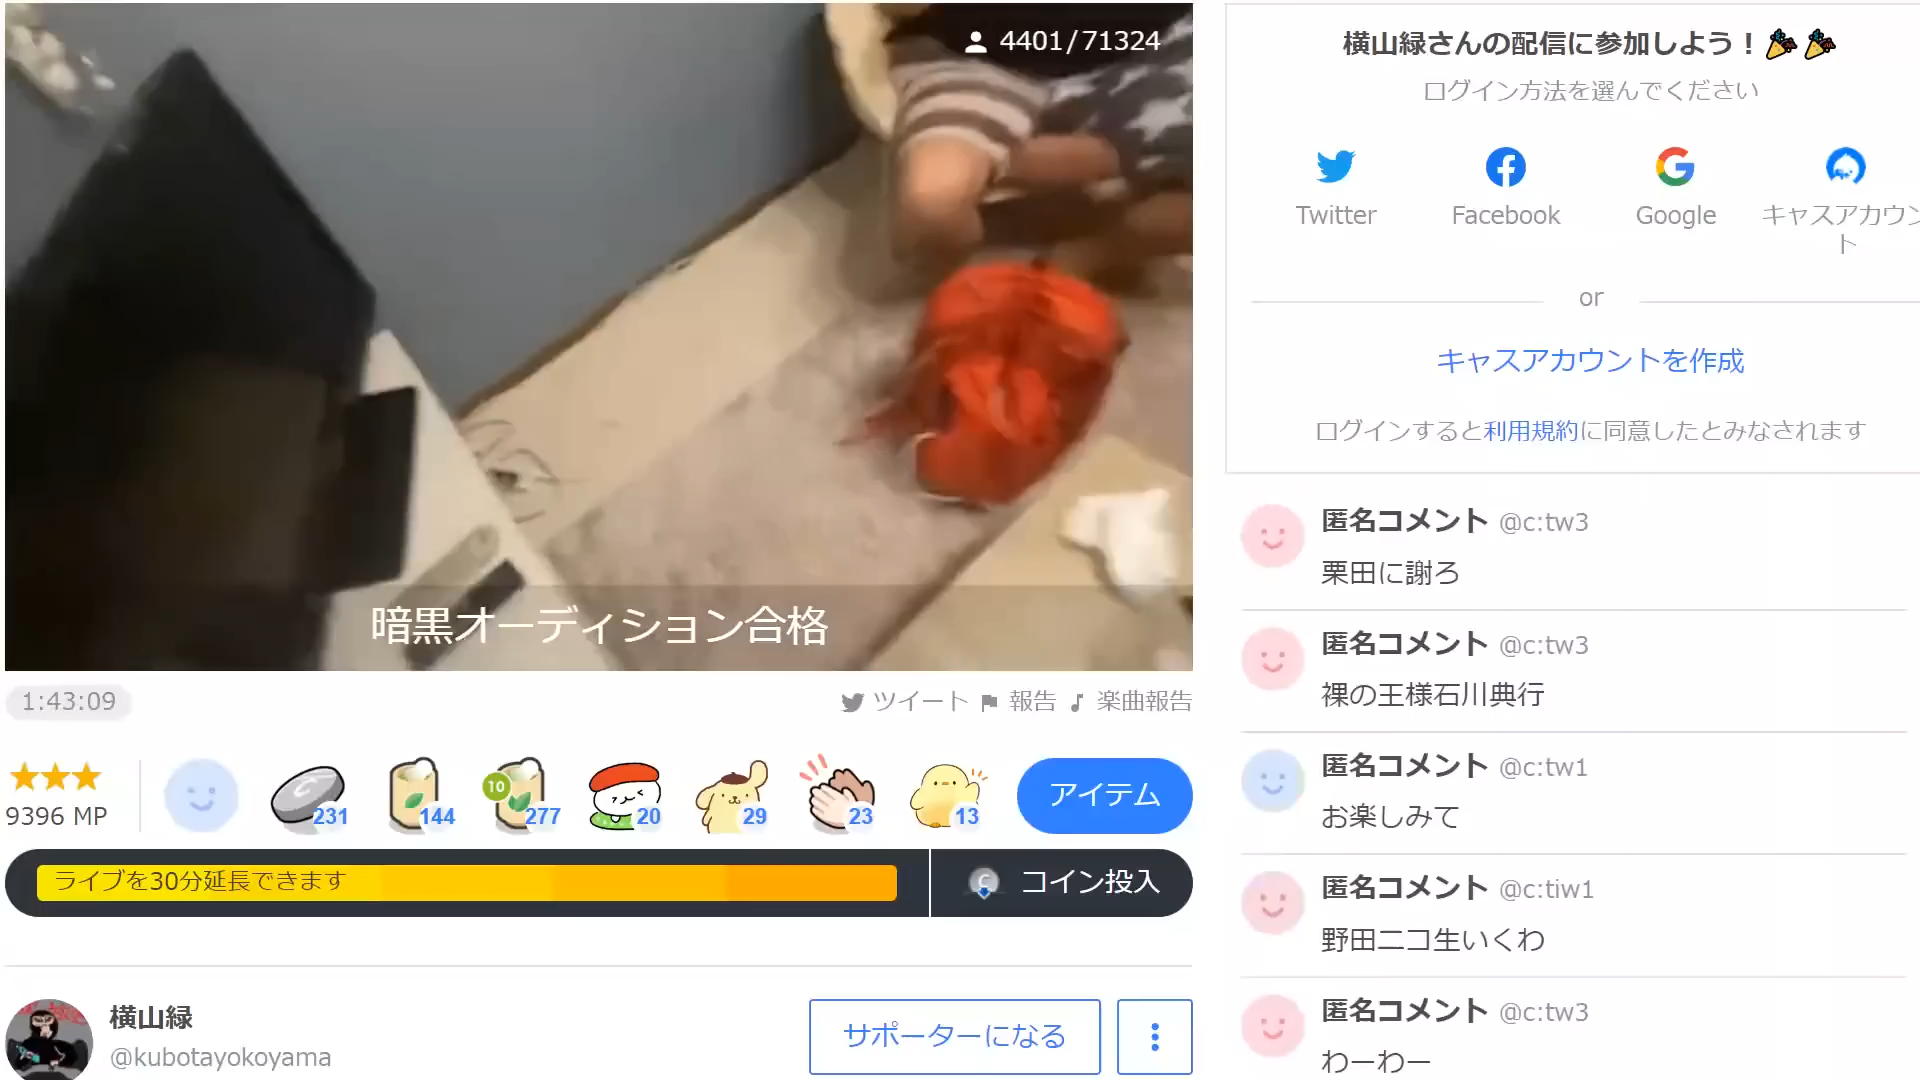 4401/71324
暗黒オーディション合格
1:43:09
ツイート 報告 楽曲報告
9396 MP
231
144
10
277
20
29
23
13
アイテム
ライブを30分延長できます
コイン投入
横山緑
@kubotayokoyama
サポーターになる
横山緑さんの配信に参加しよう！
ログイン方法を選んでください
Twitter
Facebook
Google
キャスアカウン
ト
or
キャスアカウントを作成
ログインすると利用規約に同意したとみなされます
匿名コメント @c:tw3
栗田に謝ろ
匿名コメント @c:tw3
裸の王様石川典行
匿名コメント @c:tw1
お楽しみて
匿名コメント @c:tiw1
野田ニコ生いくわ
匿名コメント @c:tw3
わーわー